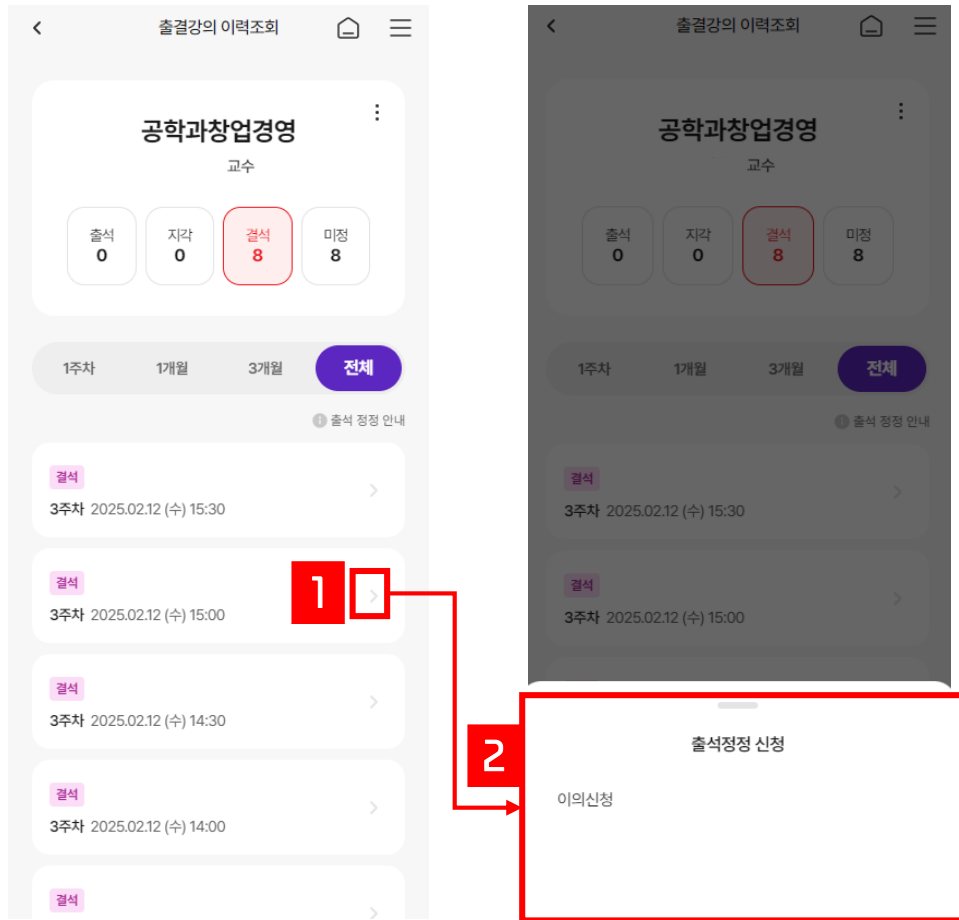 출결강의 이력조회
공학과창업경영
교수
출석 지각 결석 미정
0 0 8 8
1주차 1개월 3개월 전체
출석 정정 안내
결석
3주차 2025.02.12 (수) 15:30
결석
3주차 2025.02.12 (수) 15:00
1
결석
3주차 2025.02.12 (수) 14:30
결석
3주차 2025.02.12 (수) 14:00
결석
출결강의 이력조회
공학과창업경영
교수
출석 지각 결석 미정
0 0 8 8
1주차 1개월 3개월 전체
출석 정정 안내
결석
3주차 2025.02.12 (수) 15:30
결석
3주차 2025.02.12 (수) 15:00
2
출석정정 신청
이의신청